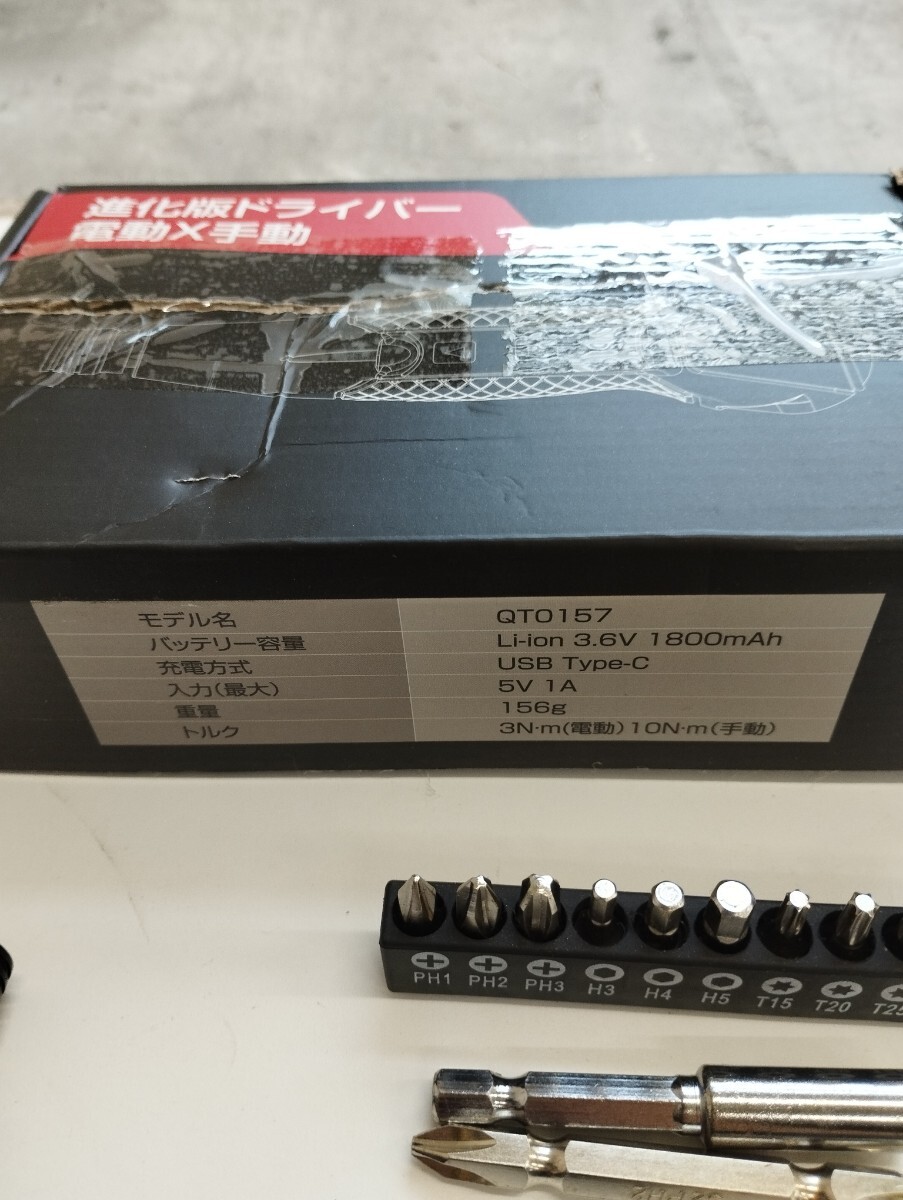 進化版ドライバー
電動×手動
モデル名 QT0157
バッテリー容量 Li-ion 3.6V 1800mAh
充電方式 USB Type-C
入力(最大) 5V 1A
重量 156g
トルク 3N·m(電動)10N·m(手動)
PH1 PH2 PH3 H3 H4 H5 T15 T20 T25